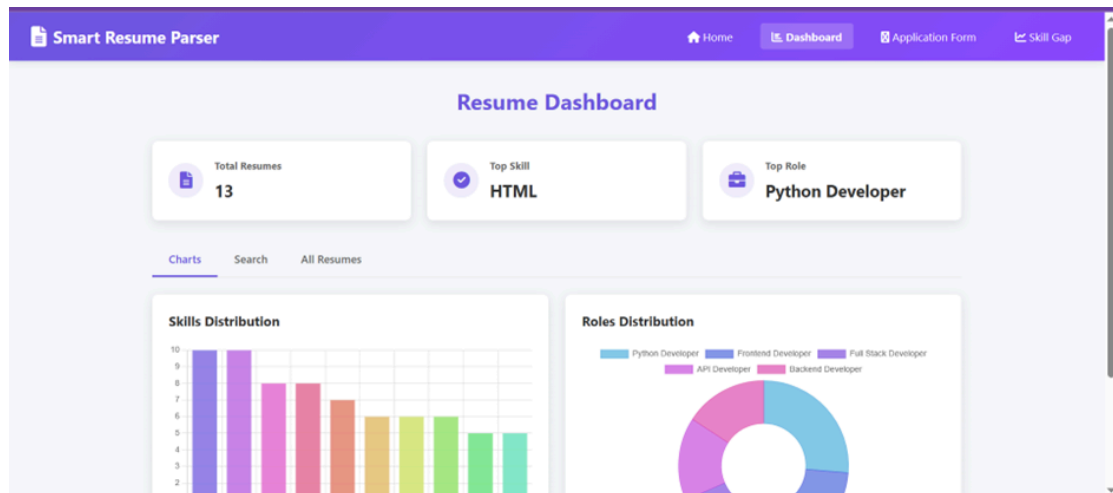 Smart Resume Parser
Home
Dashboard
Application Form
Skill Gap
Resume Dashboard
Total Resumes
13
Top Skill
HTML
Top Role
Python Developer
Charts
Search
All Resumes
Skills Distribution
10
9
8
7
6
5
4
3
2
Roles Distribution
Python Developer
Frontend Developer
Full Stack Developer
API Developer
Backend Developer